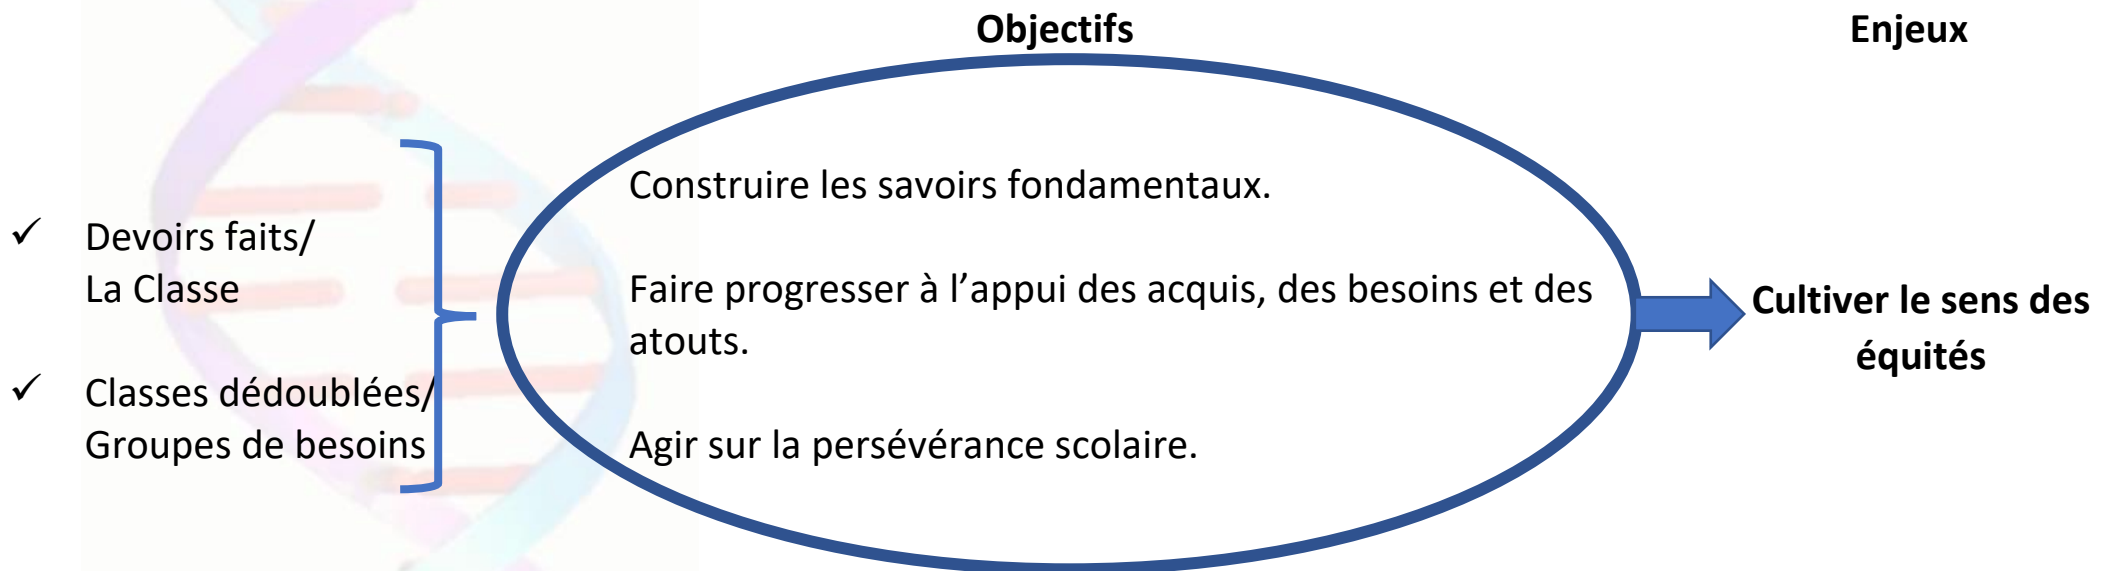 Objectifs
Enjeux
✓ Devoirs faits/
La Classe
✓ Classes dédoublées/
Groupes de besoins
Construire les savoirs fondamentaux.
Faire progresser à l’appui des acquis, des besoins et des
atouts.
Agir sur la persévérance scolaire.
Cultiver le sens des
équités